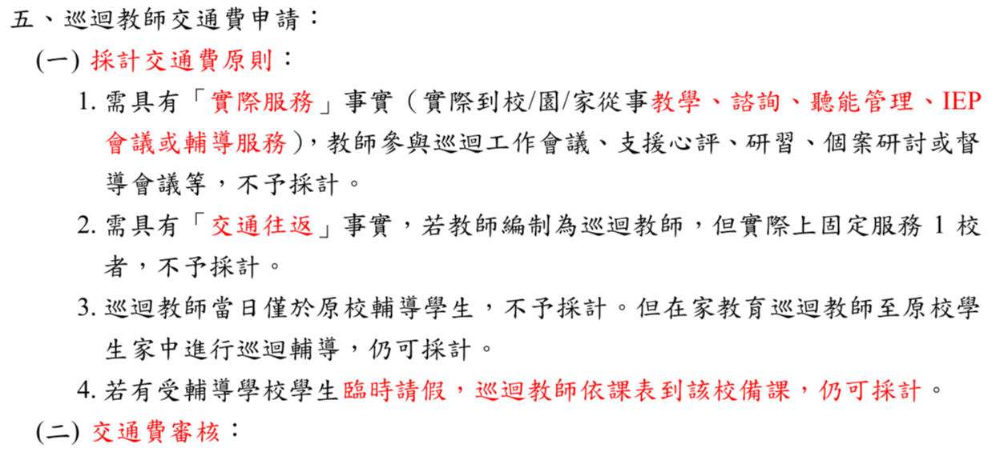 五、巡迴教師交通費申請：
(一) 採計交通費原則：
1. 需具有「實際服務」事實（實際到校/園/家從事教學、諮詢、聽能管理、IEP
會議或輔導服務），教師參與巡迴工作會議、支援心評、研習、個案研討或督
導會議等，不予採計。
2. 需具有「交通往返」事實，若教師編制為巡迴教師，但實際上固定服務 1 校
者，不予採計。
3. 巡迴教師當日僅於原校輔導學生，不予採計。但在家教育巡迴教師至原校學
生家中進行巡迴輔導，仍可採計。
4. 若有受輔導學校學生臨時請假，巡迴教師依課表到該校備課，仍可採計。
(二) 交通費審核：